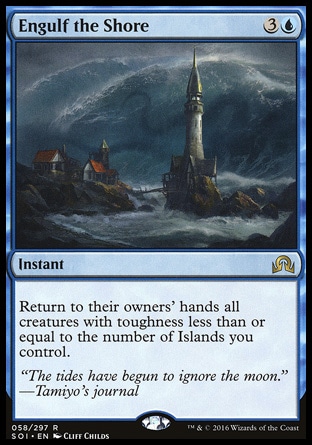 Engulf the Shore 3
Instant
Return to their owners' hands all
creatures with toughness less than or
equal to the number of Islands you
control.
“The tides have begun to ignore the moon.”
—Tamiyo's journal
058/297 R
SOI • EN Cliff Childs
™ & © 2016 Wizards of the Coast